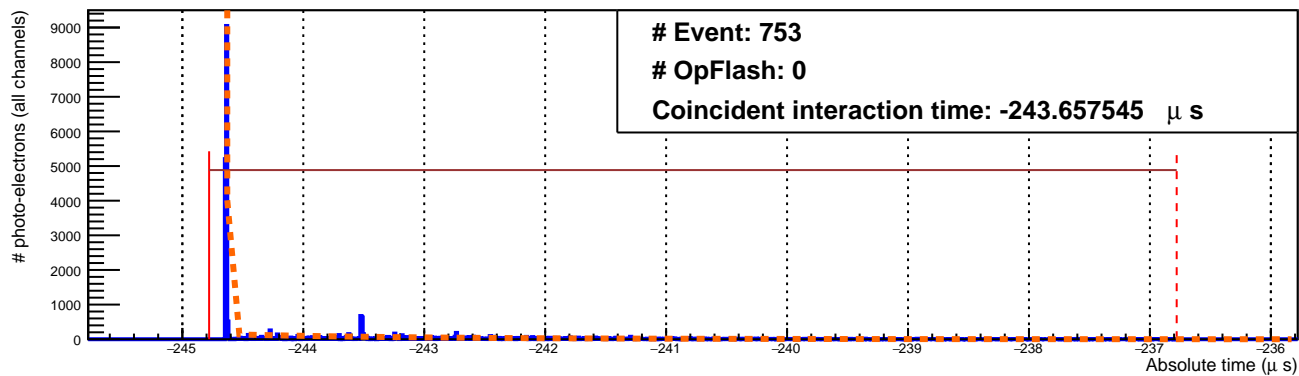 # photo-electrons (all channels)
9000
8000
7000
6000
5000
4000
3000
2000
1000
0
# Event: 753
# OpFlash: 0
Coincident interaction time: -243.657545 μ s
−245 −244 −243 −242 −241 −240 −239 −238 −237 −236
Absolute time (μ s)